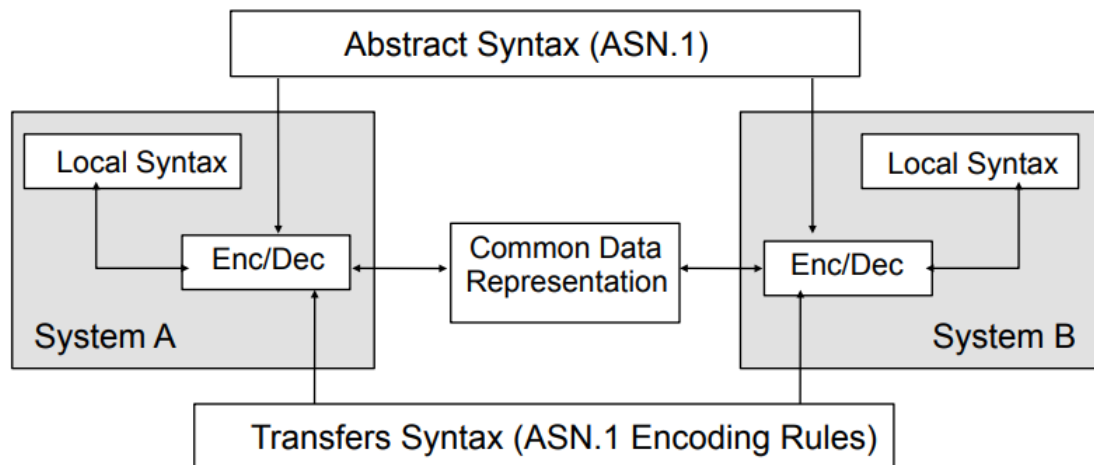 Abstract Syntax (ASN.1)
Local Syntax
Local Syntax
Enc/Dec
Common Data
Representation
Enc/Dec
System A
System B
Transfers Syntax (ASN.1 Encoding Rules)